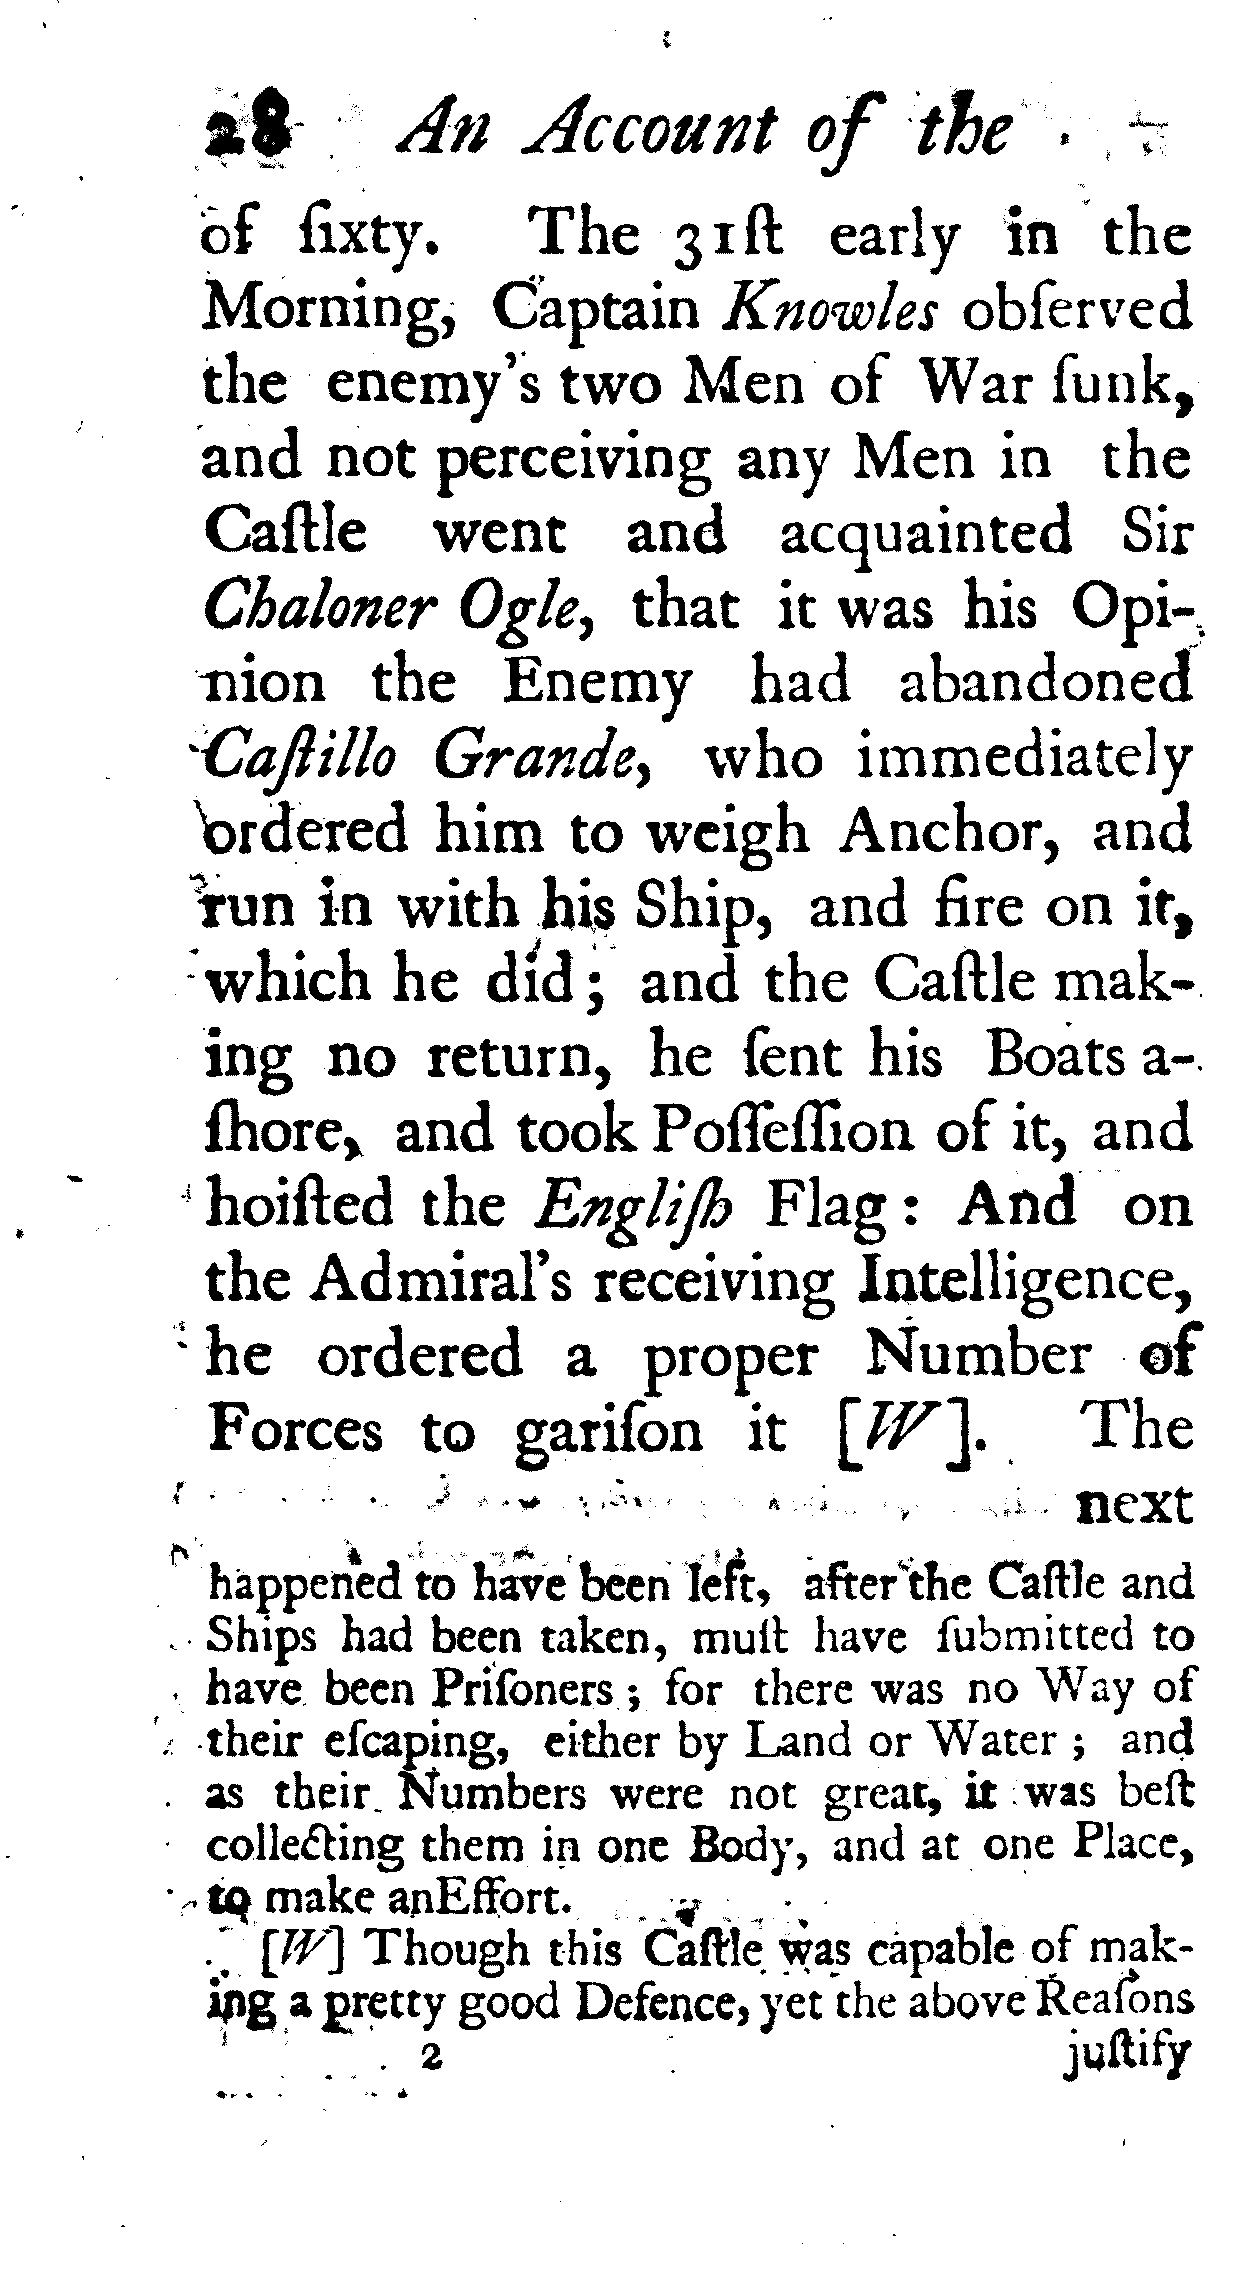 28 An Account of the
of ſixty. The 31ſt early in the
Morning, Captain Knowles obſerved
the enemy's two Men of War ſunk,
and not perceiving any Men in the
Caſtle went and acquainted Sir
Chaloner Ogle, that it was his Opi-
nion the Enemy had abandoned
Caſtillo Grande, who immediately
ordered him to weigh Anchor, and
run in with his Ship, and fire on it,
which he did; and the Caſtle mak-
ing no return, he ſent his Boats a-
ſhore, and took Poſſeſſion of it, and
hoiſted the Engliſh Flag: And on
the Admiral's receiving Intelligence,
he ordered a proper Number of
Forces to gariſon it [W]. The
next
happened to have been left, after the Caſtle and
Ships had been taken, muſt have ſubmitted to
have been Priſoners; for there was no Way of
their eſcaping, either by Land or Water; and
as their Numbers were not great, it was beſt
collecting them in one Body, and at one Place,
to make anEffort.
[W] Though this Caſtle was capable of mak-
ing a pretty good Defence, yet the above Reaſons
2 juſtify